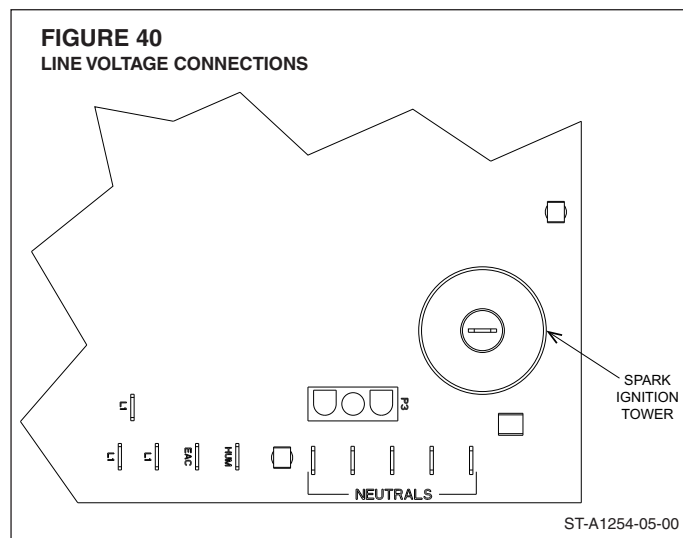 FIGURE 40
LINE VOLTAGE CONNECTIONS
L1
P3
SPARK
IGNITION
TOWER
L1
L1
EAC
HUM
NEUTRALS
ST-A1254-05-00